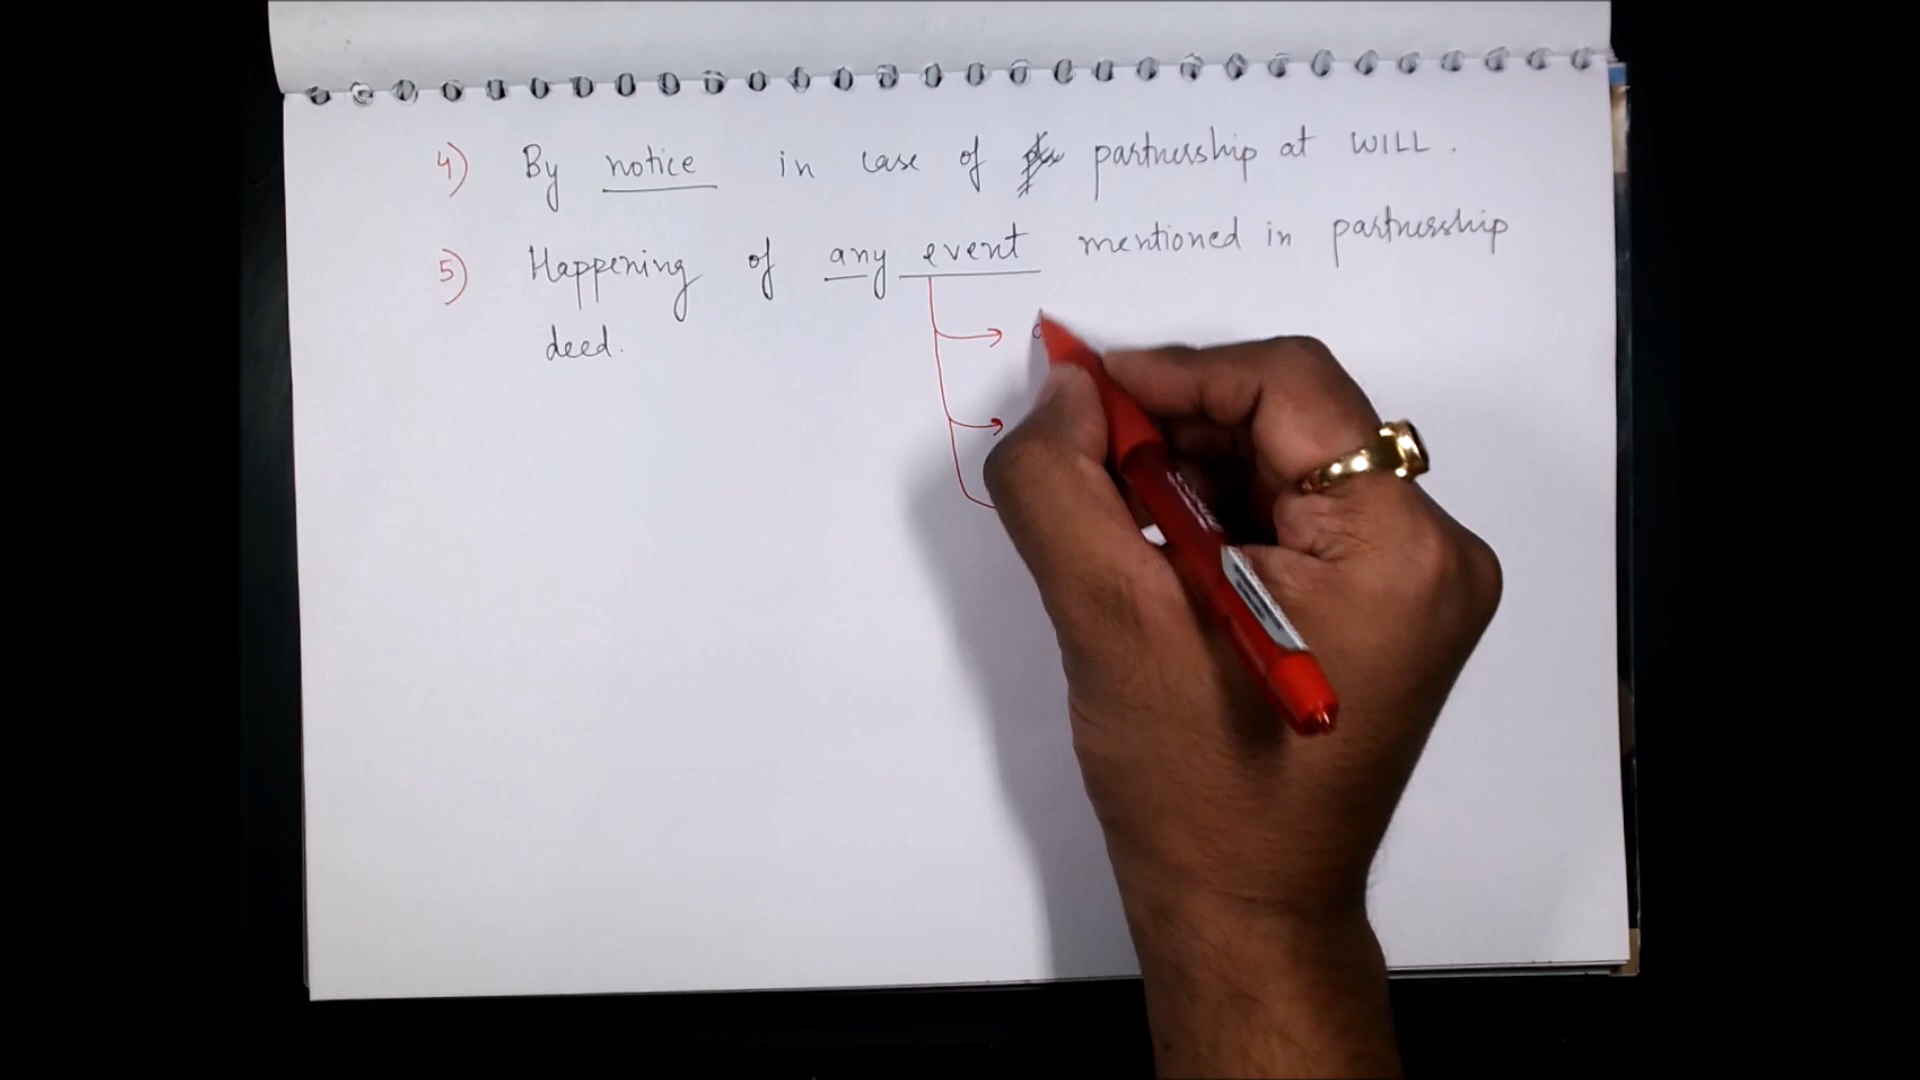 4) By notice in case of partnership at WILL.
5) Happening of any event mentioned in partnership
deed.